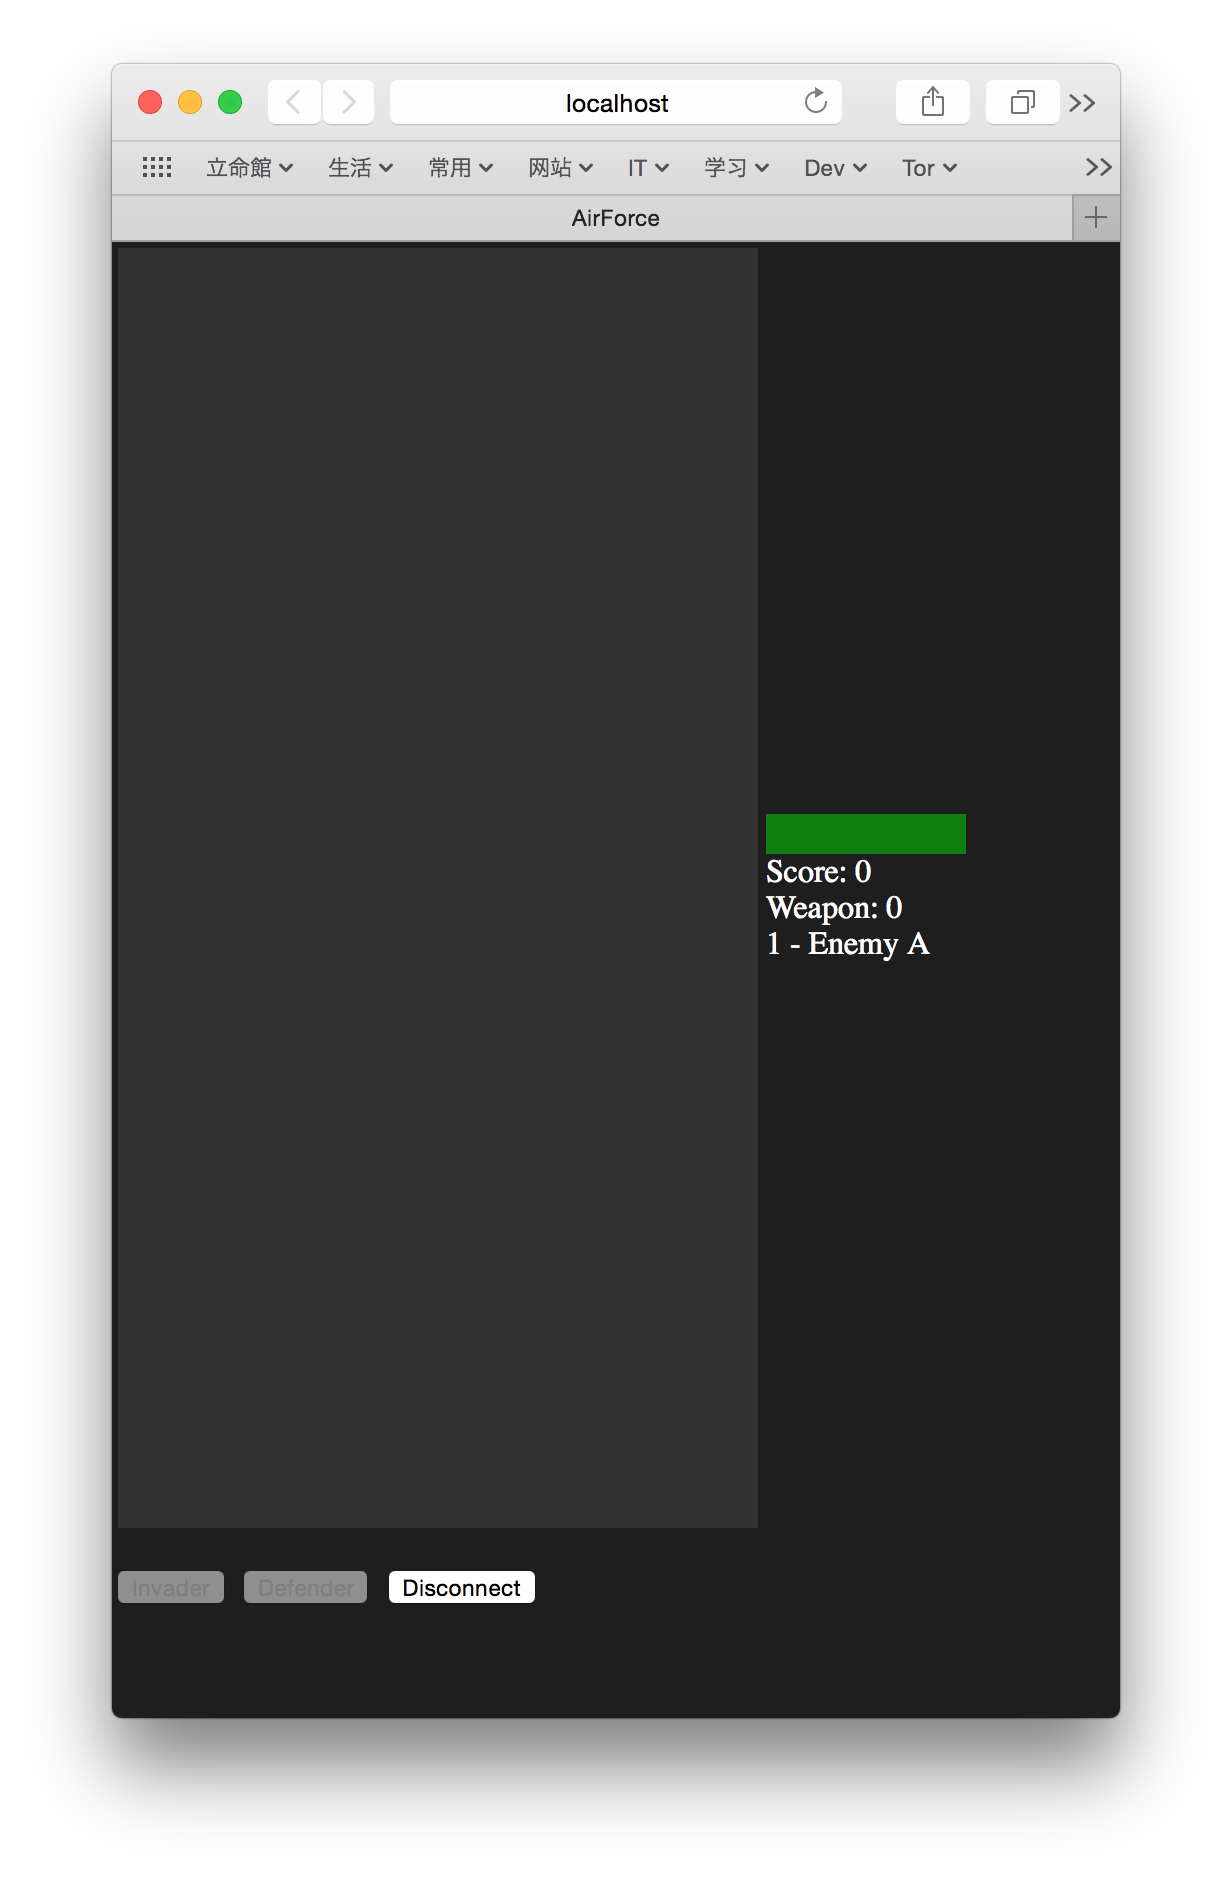 localhost
立命館 生活 常用 网站 IT 学习 Dev Tor
AirForce
Score: 0
Weapon: 0
1 - Enemy A
Invader Defender Disconnect